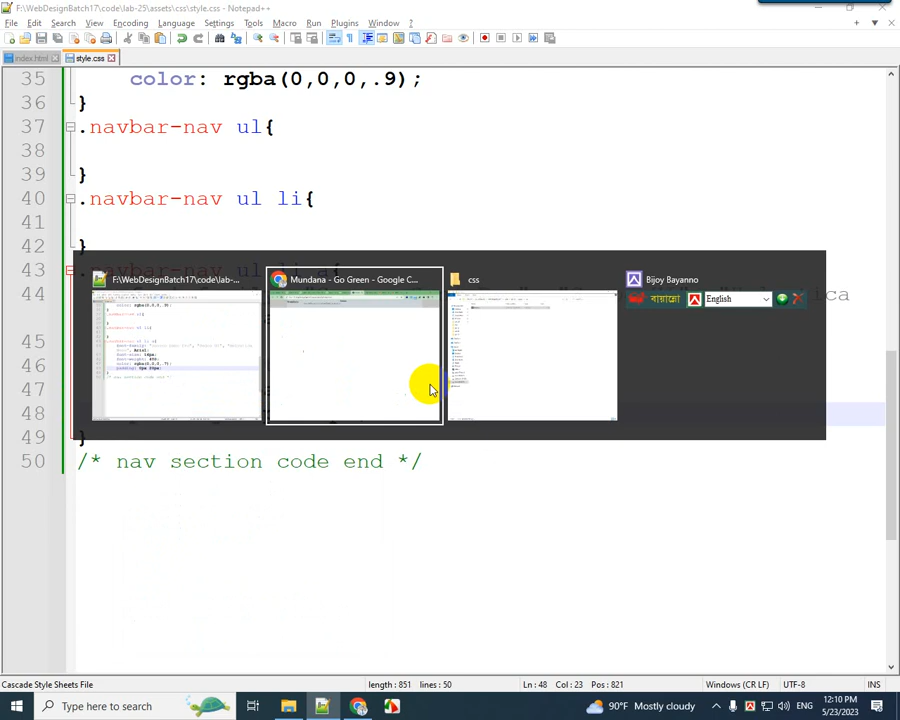 F:\WebDesignBatch17\code\lab-25\assets\css\style.css - Notepad++
File Edit Search View Encoding Language Settings Tools Macro Run Plugins Window ?
index.html style.css
35 color: rgba(0,0,0,.9);
36 }
37 .navbar-nav ul{
38
39 }
40 .navbar-nav ul li{
41
42 }
43
44 ica
45
46
47
48
49 }
50 /* nav section code end */
F:\WebDesignBatch17\code\lab-... Mundana - Go Green - Google C... css Bijoy Bayanno
বায়ান্নো English
Cascade Style Sheets File length : 851 lines : 50 Ln : 48 Col : 23 Pos : 821 Windows (CR LF) UTF-8 INS
Type here to search 90°F Mostly cloudy ENG 12:10 PM
5/23/2023